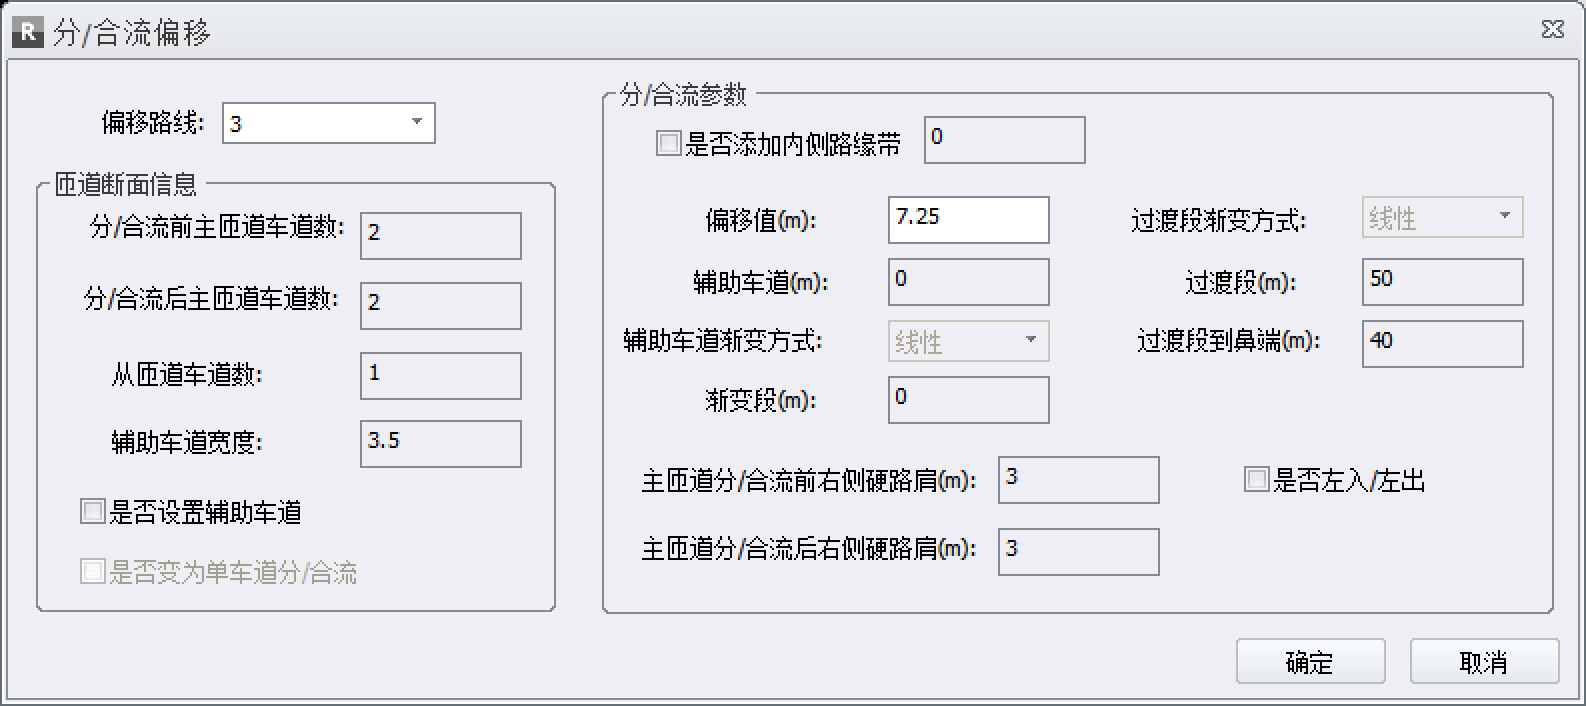 R 分/合流偏移
偏移路线: 3
匝道断面信息
分/合流前主匝道车道数: 2
分/合流后主匝道车道数: 2
从匝道车道数: 1
辅助车道宽度: 3.5
是否设置辅助车道
是否变为单车道分/合流
分/合流参数
是否添加内侧路缘带 0
偏移值(m): 7.25 过渡段渐变方式: 线性
辅助车道(m): 0 过渡段(m): 50
辅助车道渐变方式: 线性 过渡段到鼻端(m): 40
渐变段(m): 0
主匝道分/合流前右侧硬路肩(m): 3 是否左入/左出
主匝道分/合流后右侧硬路肩(m): 3
确定 取消